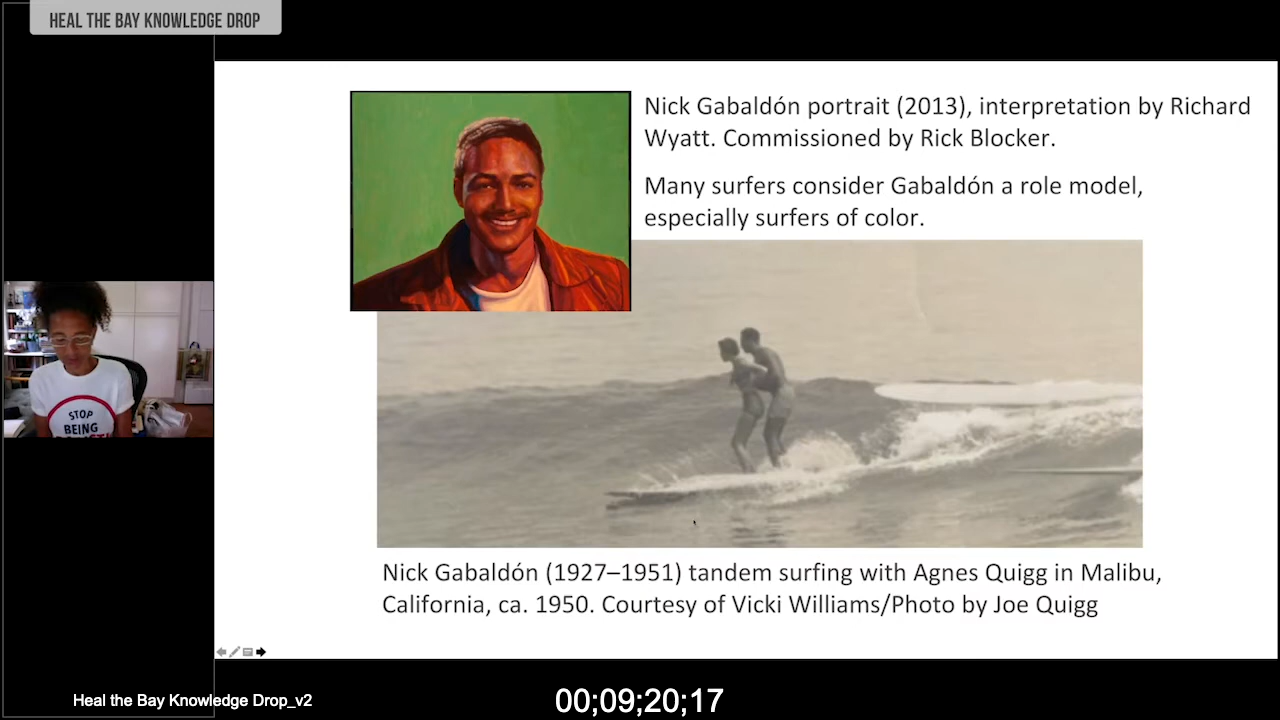 HEAL THE BAY KNOWLEDGE DROP
Nick Gabaldón portrait (2013), interpretation by Richard
Wyatt. Commissioned by Rick Blocker.
Many surfers consider Gabaldón a role model,
especially surfers of color.
STOP
BEING
Nick Gabaldón (1927–1951) tandem surfing with Agnes Quigg in Malibu,
California, ca. 1950. Courtesy of Vicki Williams/Photo by Joe Quigg
Heal the Bay Knowledge Drop_v2
00;09;20;17